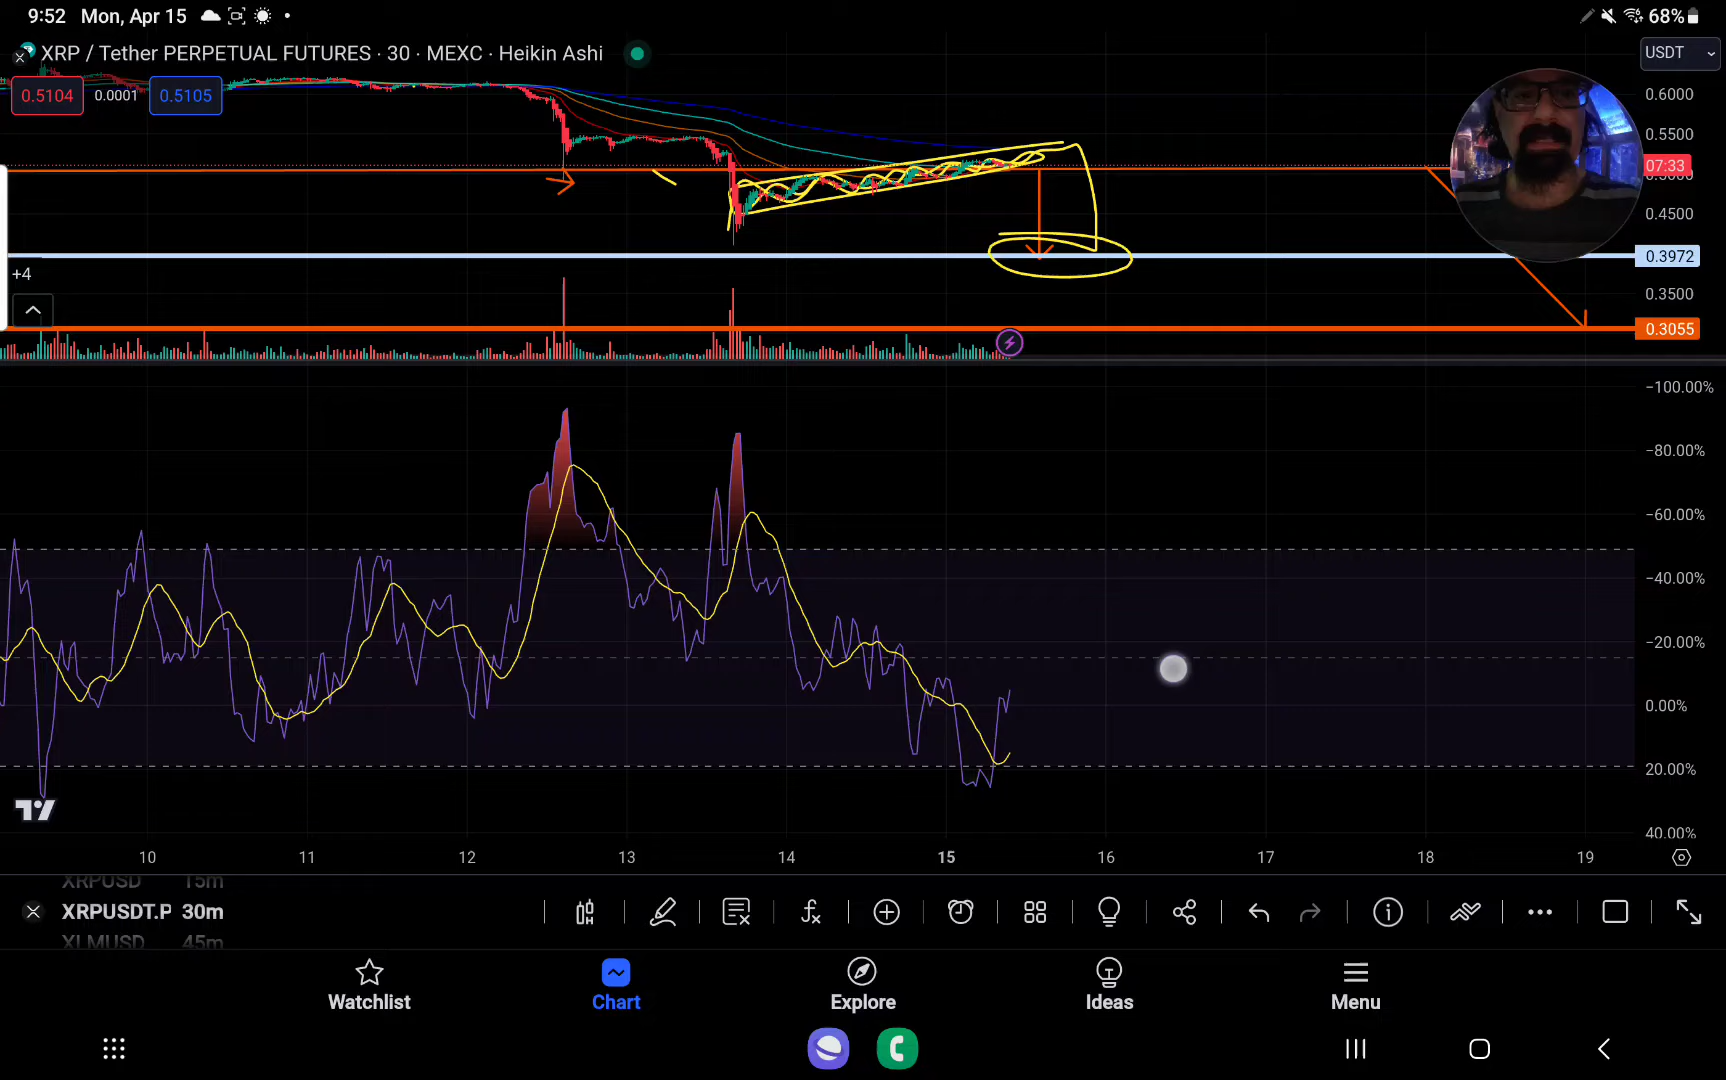 9:52 Mon, Apr 15
68%
XRP / Tether PERPETUAL FUTURES · 30 · MEXC · Heikin Ashi
USDT
0.5104
0.0001
0.5105
0.6000
0.5500
07:33
0.4500
0.3972
+4
0.3500
0.3055
−100.00%
−80.00%
−60.00%
−40.00%
−20.00%
0.00%
20.00%
40.00%
10 11 12 13 14 15 16 17 18 19
XRPUSD 15m
XRPUSDT.P 30m
XLMUSD 45m
Watchlist
Chart
Explore
Ideas
Menu